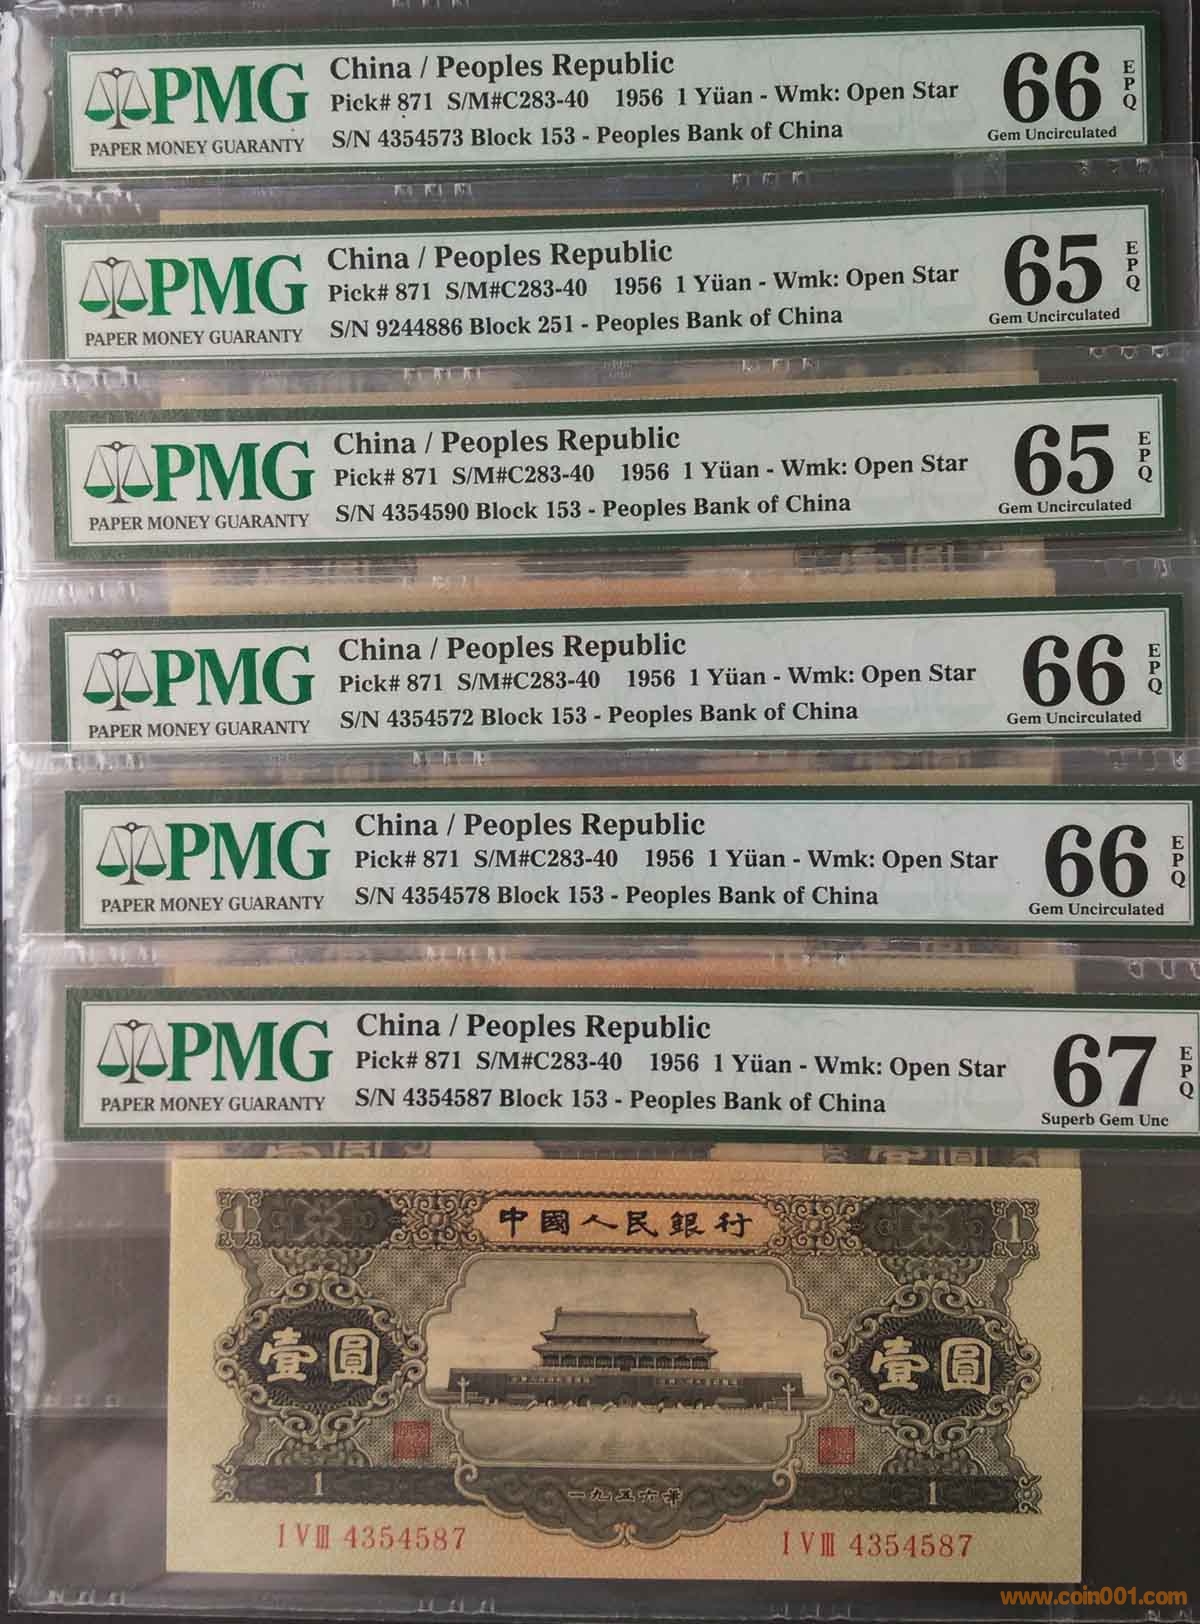 PMG
PAPER MONEY GUARANTY
China / Peoples Republic
Pick# 871 S/M#C283-40 1956 1 Yüan - Wmk: Open Star
S/N 4354573 Block 153 - Peoples Bank of China
66
EPQ
Gem Uncirculated
PMG
PAPER MONEY GUARANTY
China / Peoples Republic
Pick# 871 S/M#C283-40 1956 1 Yüan - Wmk: Open Star
S/N 9244886 Block 251 - Peoples Bank of China
65
EPQ
Gem Uncirculated
PMG
PAPER MONEY GUARANTY
China / Peoples Republic
Pick# 871 S/M#C283-40 1956 1 Yüan - Wmk: Open Star
S/N 4354590 Block 153 - Peoples Bank of China
65
EPQ
Gem Uncirculated
PMG
PAPER MONEY GUARANTY
China / Peoples Republic
Pick# 871 S/M#C283-40 1956 1 Yüan - Wmk: Open Star
S/N 4354572 Block 153 - Peoples Bank of China
66
EPQ
Gem Uncirculated
PMG
PAPER MONEY GUARANTY
China / Peoples Republic
Pick# 871 S/M#C283-40 1956 1 Yüan - Wmk: Open Star
S/N 4354578 Block 153 - Peoples Bank of China
66
EPQ
Gem Uncirculated
PMG
PAPER MONEY GUARANTY
China / Peoples Republic
Pick# 871 S/M#C283-40 1956 1 Yüan - Wmk: Open Star
S/N 4354587 Block 153 - Peoples Bank of China
67
EPQ
Superb Gem Unc
1 中國人民銀行 1
壹圓 壹圓
1 1
一九五六年
I V III 4354587 I V III 4354587
www.coin001.com